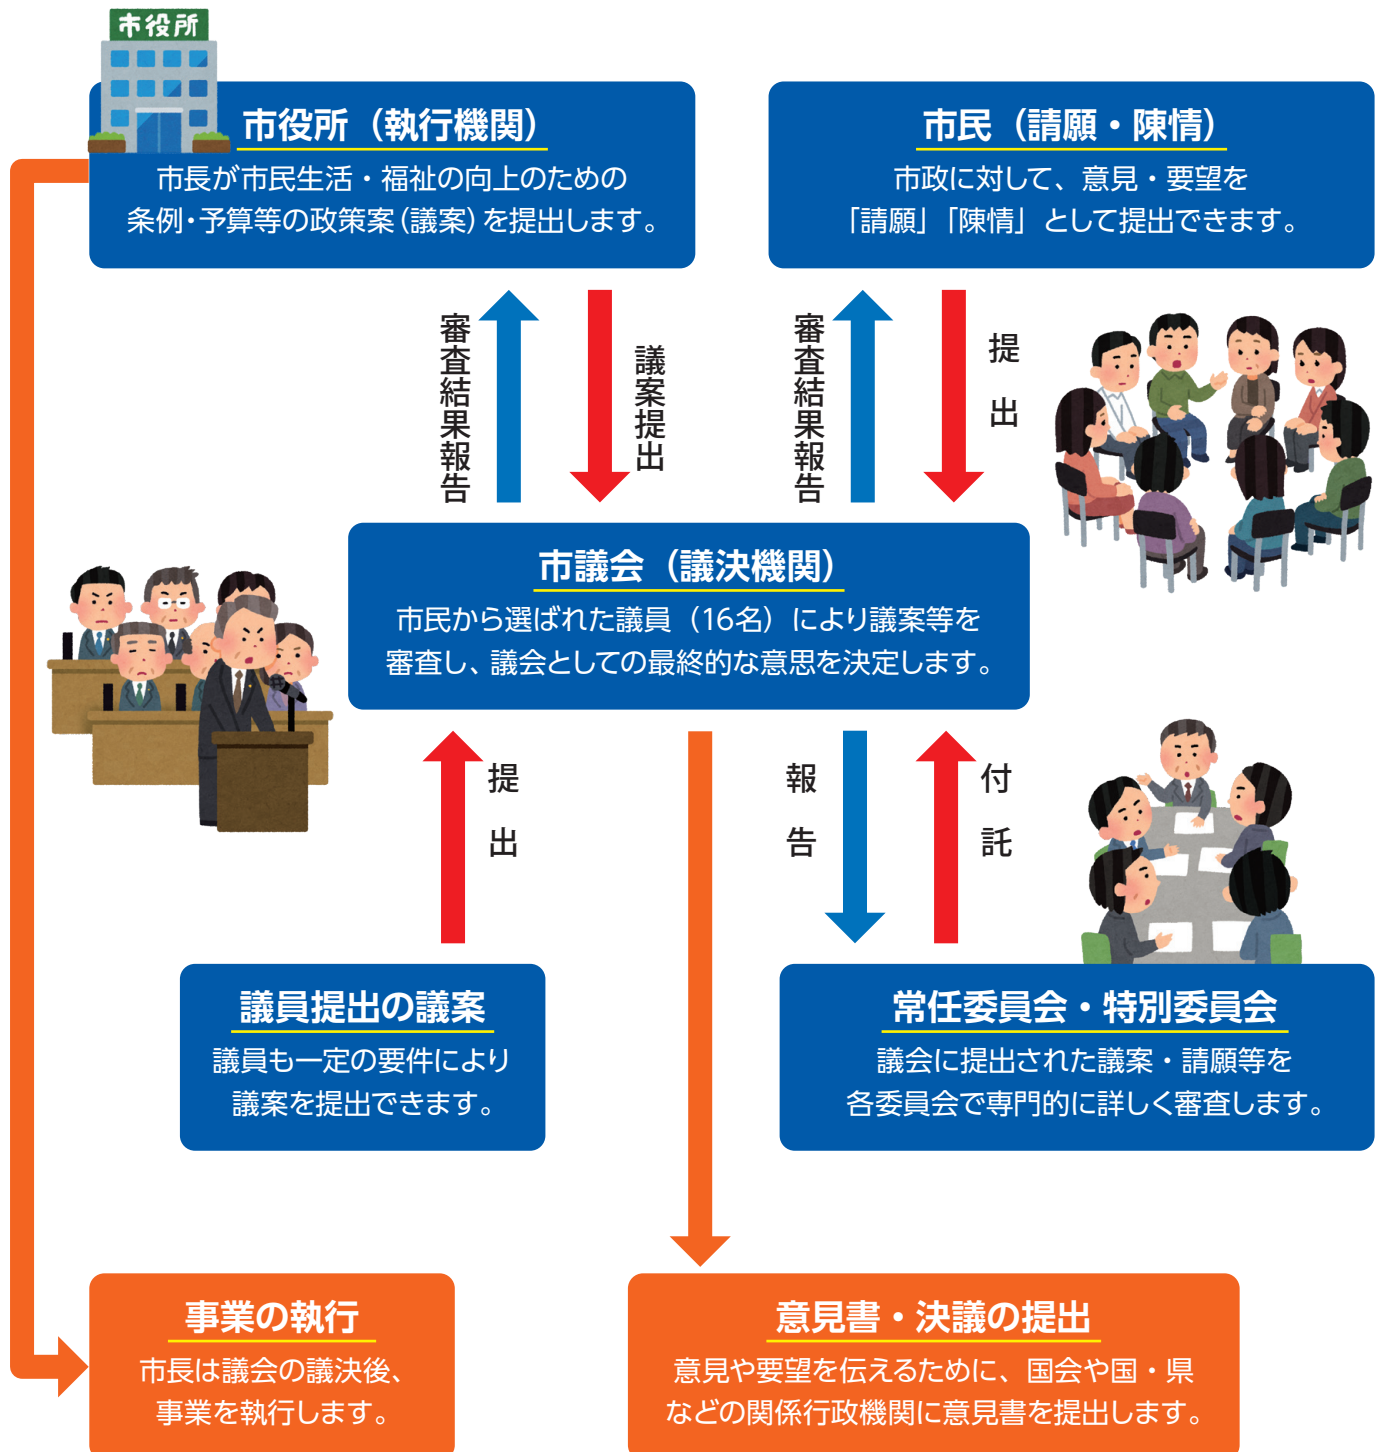 市役所
市役所（執行機関）
市長が市民生活・福祉の向上のための
条例・予算等の政策案（議案）を提出します。
市民（請願・陳情）
市政に対して、意見・要望を
「請願」「陳情」として提出できます。
審査結果報告
議案提出
審査結果報告
提出
市議会（議決機関）
市民から選ばれた議員（16名）により議案等を
審査し、議会としての最終的な意思を決定します。
提出
報告
付託
議員提出の議案
議員も一定の要件により
議案を提出できます。
常任委員会・特別委員会
議会に提出された議案・請願等を
各委員会で専門的に詳しく審査します。
事業の執行
市長は議会の議決後、
事業を執行します。
意見書・決議の提出
意見や要望を伝えるために、国会や国・県
などの関係行政機関に意見書を提出します。